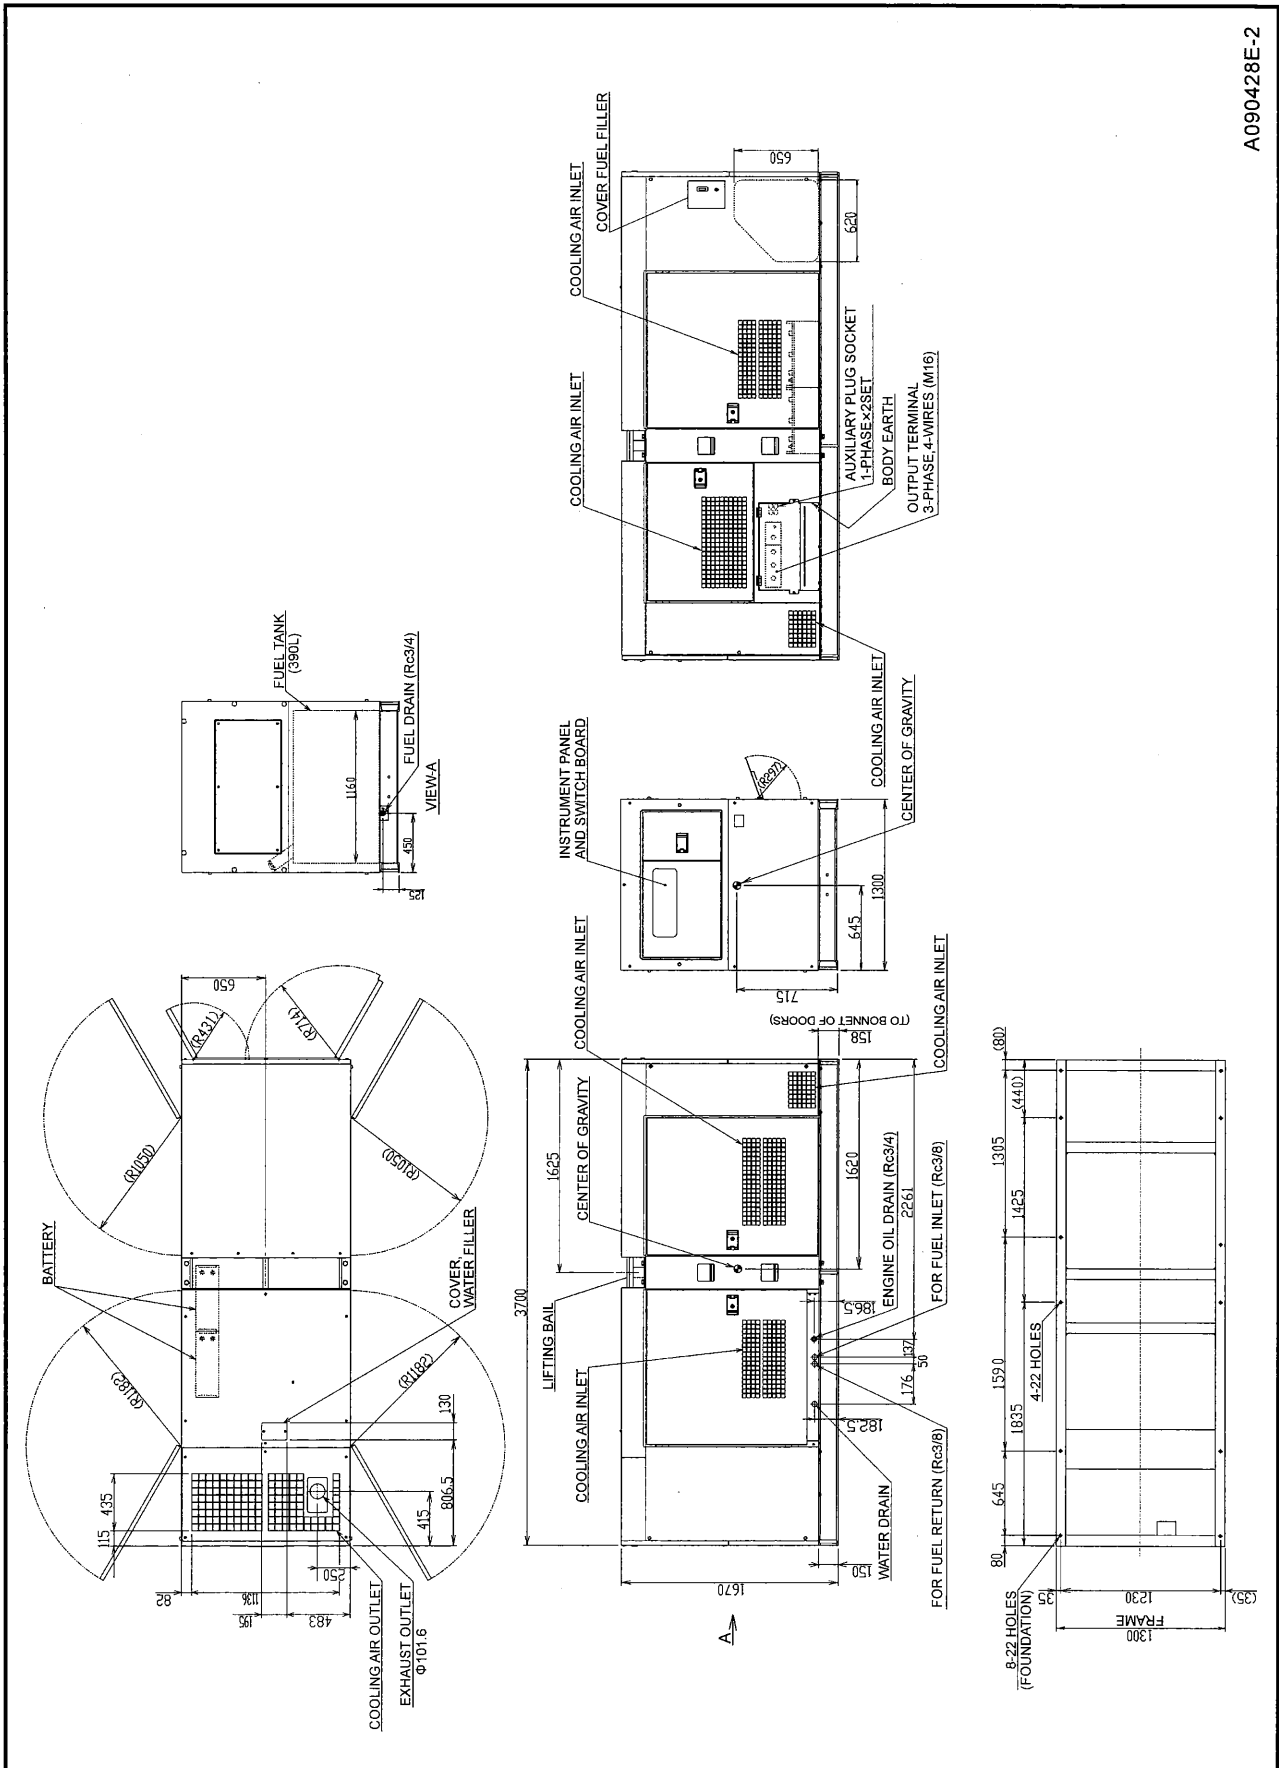 A090428E-2
BATTERY
(R1050)
(R431)
650
(R714)
(R1050)
(R1182)
(R1182)
130
435
115
806.5
415
250
82
1136
195
483
COVER,
WATER FILLER
COOLING AIR OUTLET
EXHAUST OUTLET
Φ101.6
FUEL TANK
(390L)
FUEL DRAIN (Rc3/4)
VIEW-A
1160
450
125
3700
1625
LIFTING BAIL
CENTER OF GRAVITY
COOLING AIR INLET
COOLING AIR INLET
COOLING AIR INLET
(TO BONNET OF DOORS)
158
1620
2261
186.5
137
50
176
182.5
150
1670
A
ENGINE OIL DRAIN (Rc3/4)
FOR FUEL INLET (Rc3/8)
FOR FUEL RETURN (Rc3/8)
WATER DRAIN
INSTRUMENT PANEL
AND SWITCH BOARD
(R297)
CENTER OF GRAVITY
715
645
1300
COOLING AIR INLET
COOLING AIR INLET
COVER FUEL FILLER
650
620
AUXILIARY PLUG SOCKET
1-PHASE×2SET
BODY EARTH
OUTPUT TERMINAL
3-PHASE,4-WIRES (M16)
COOLING AIR INLET
(80)
(440)
1305
1425
1590
1835
645
80
4-22 HOLES
8-22 HOLES
(FOUNDATION)
35
1230
(35)
1300
FRAME